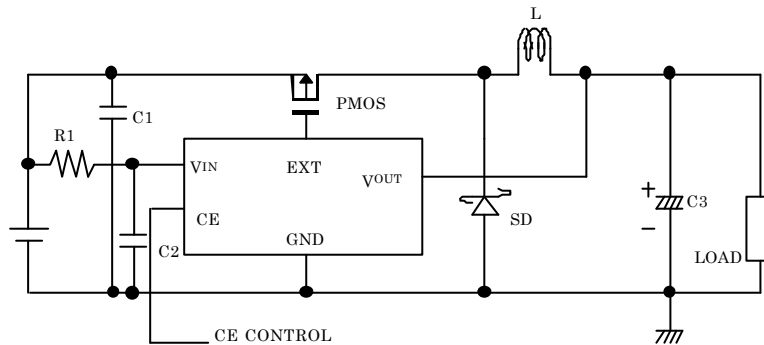 L
C1
PMOS
R1
VIN
EXT
VOUT
CE
SD
C3
+
−
GND
C2
LOAD
CE CONTROL